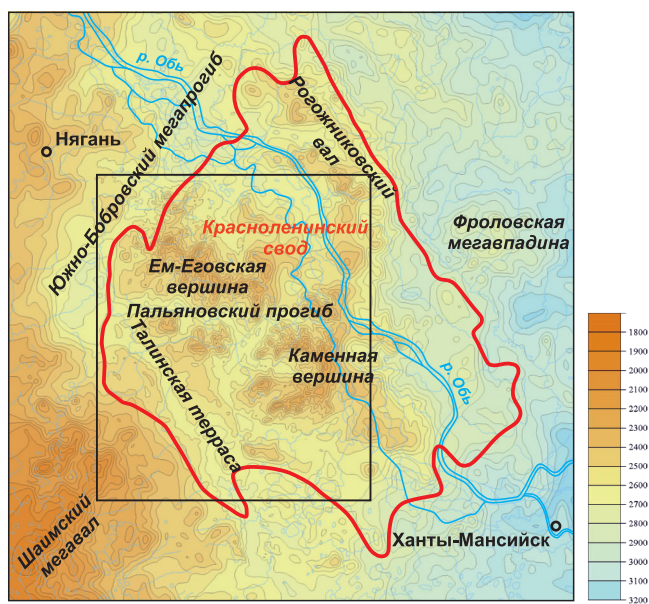 р. Обь
Южно-Бобровский мегапрогиб
Рогожниковский
вал
Нягань
Красноленинский
свод
Фроловская
мегавпадина
Ем-Еговская
вершина
Пальяновский прогиб
Талинская терраса
Каменная
вершина
р. Обь
Шаимский
мегавал
Ханты-Мансийск
1800
1900
2000
2100
2200
2300
2400
2500
2600
2700
2800
2900
3000
3100
3200